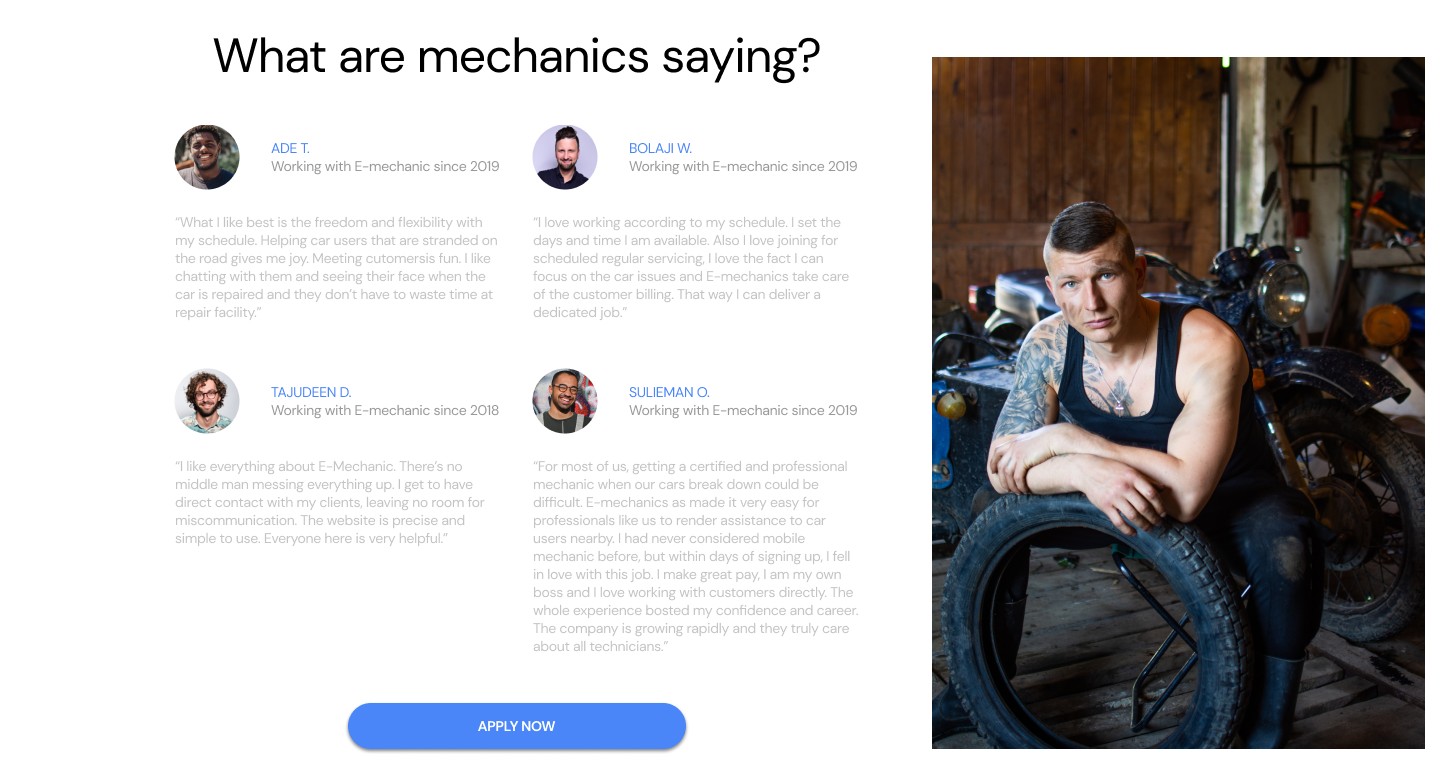 What are mechanics saying?
ADE T.
Working with E-mechanic since 2019
“What I like best is the freedom and flexibility with
my schedule. Helping car users that are stranded on
the road gives me joy. Meeting cutomersis fun. I like
chatting with them and seeing their face when the
car is repaired and they don’t have to waste time at
repair facility.”
BOLAJI W.
Working with E-mechanic since 2019
“I love working according to my schedule. I set the
days and time I am available. Also I love joining for
scheduled regular servicing, I love the fact I can
focus on the car issues and E-mechanics take care
of the customer billing. That way I can deliver a
dedicated job.”
TAJUDEEN D.
Working with E-mechanic since 2018
“I like everything about E-Mechanic. There’s no
middle man messing everything up. I get to have
direct contact with my clients, leaving no room for
miscommunication. The website is precise and
simple to use. Everyone here is very helpful.”
SULIEMAN O.
Working with E-mechanic since 2019
“For most of us, getting a certified and professional
mechanic when our cars break down could be
difficult. E-mechanics as made it very easy for
professionals like us to render assistance to car
users nearby. I had never considered mobile
mechanic before, but within days of signing up, I fell
in love with this job. I make great pay, I am my own
boss and I love working with customers directly. The
whole experience bosted my confidence and career.
The company is growing rapidly and they truly care
about all technicians.”
APPLY NOW